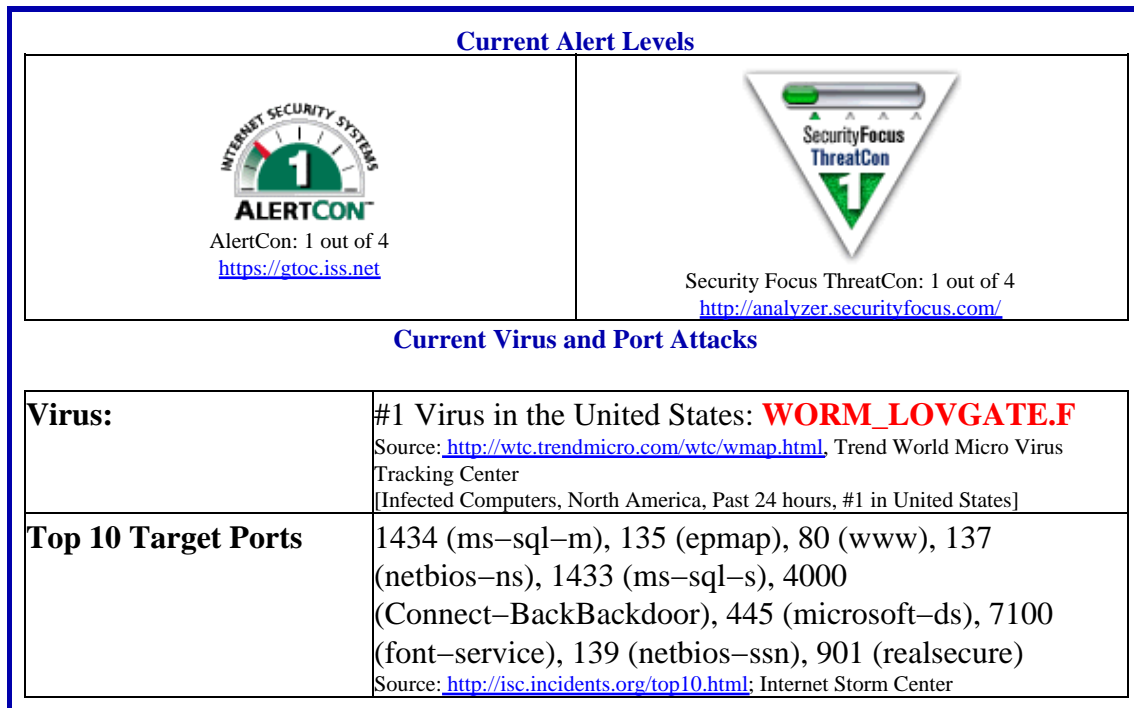 Current Alert Levels
INTERNET SECURITY SYSTEMS
1
ALERTCON™
AlertCon: 1 out of 4
https://gtoc.iss.net
SecurityFocus
ThreatCon
1
Security Focus ThreatCon: 1 out of 4
http://analyzer.securityfocus.com/
Current Virus and Port Attacks
Virus:
#1 Virus in the United States: WORM_LOVGATE.F
Source: http://wtc.trendmicro.com/wtc/wmap.html, Trend World Micro Virus
Tracking Center
[Infected Computers, North America, Past 24 hours, #1 in United States]
Top 10 Target Ports
1434 (ms−sql−m), 135 (epmap), 80 (www), 137
(netbios−ns), 1433 (ms−sql−s), 4000
(Connect−BackBackdoor), 445 (microsoft−ds), 7100
(font−service), 139 (netbios−ssn), 901 (realsecure)
Source: http://isc.incidents.org/top10.html; Internet Storm Center